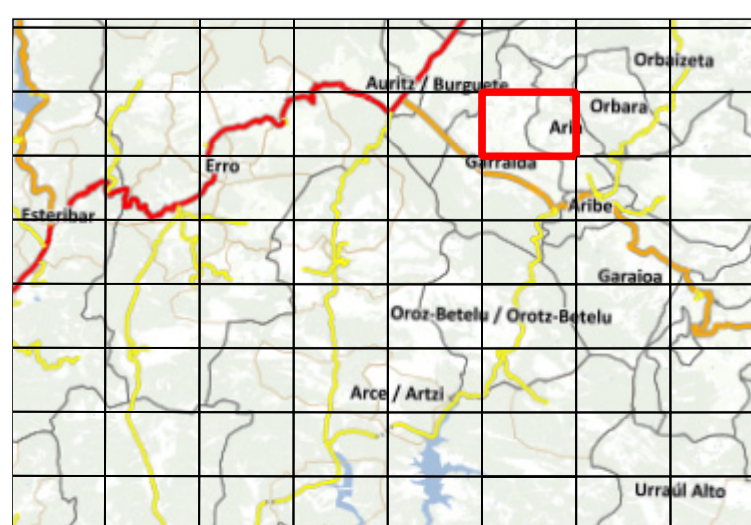 Orbaizeta
Auritz / Burguete
Orbara
Aria
Garralda
Erro
Aribe
Esteribar
Garaioa
Oroz-Betelu / Orotz-Betelu
Arce / Artzi
Urraúl Alto